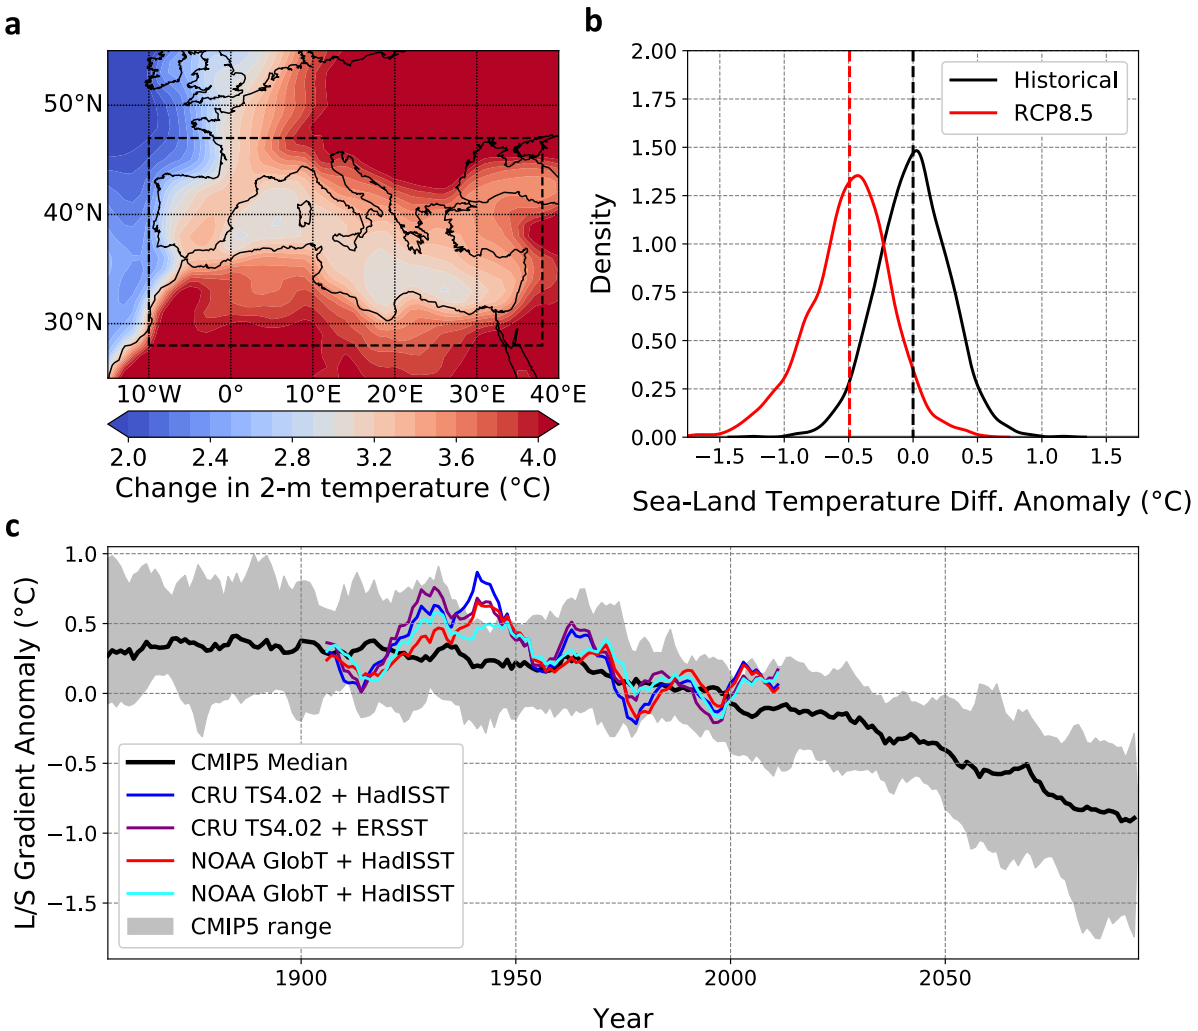 a
50°N
40°N
30°N
10°W 0° 10°E 20°E 30°E 40°E
2.0 2.4 2.8 3.2 3.6 4.0
Change in 2-m temperature (°C)
b
2.00
1.75
1.50
1.25
1.00
0.75
0.50
0.25
0.00
Density
Historical
RCP8.5
−1.5 −1.0 −0.5 0.0 0.5 1.0 1.5
Sea-Land Temperature Diff. Anomaly (°C)
c
1.0
0.5
0.0
−0.5
−1.0
−1.5
L/S Gradient Anomaly (°C)
CMIP5 Median
CRU TS4.02 + HadISST
CRU TS4.02 + ERSST
NOAA GlobT + HadISST
NOAA GlobT + HadISST
CMIP5 range
1900 1950 2000 2050
Year